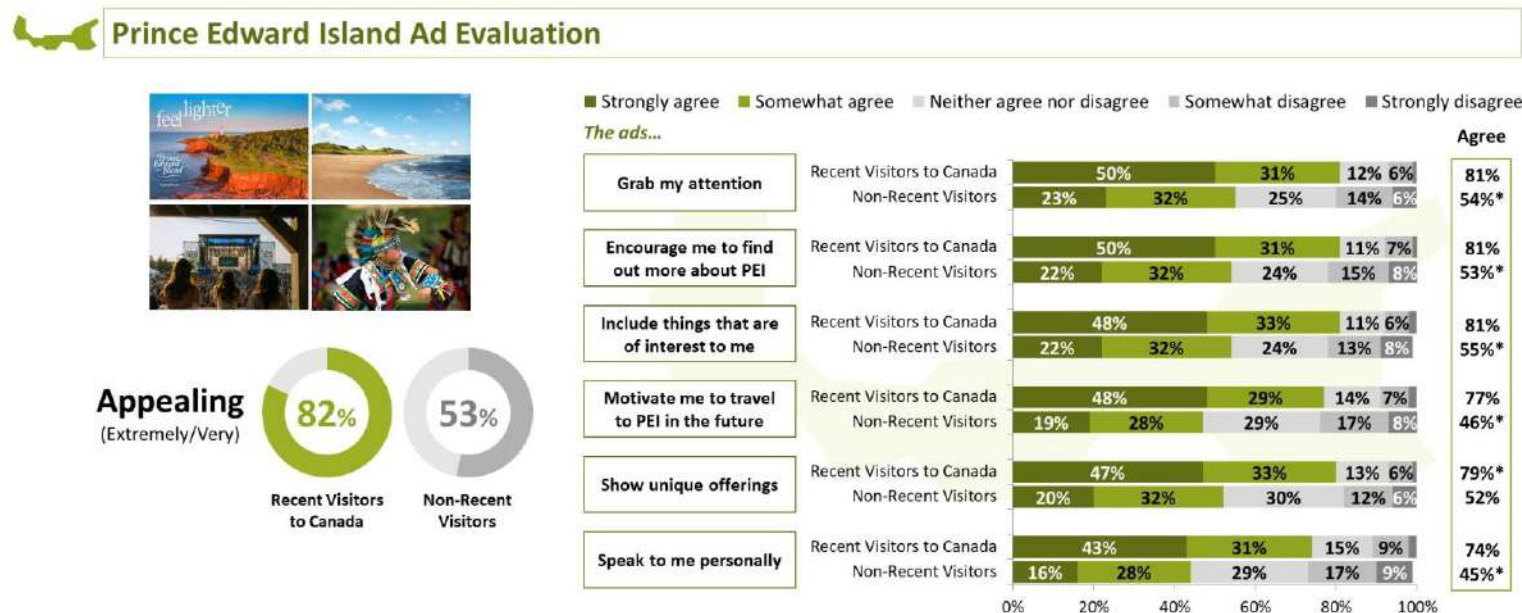 Prince Edward Island Ad Evaluation
feel lighter
Prince
Edward
Island
Appealing
(Extremely/Very)
82%
53%
Recent Visitors
to Canada
Non-Recent
Visitors
Strongly agree Somewhat agree Neither agree nor disagree Somewhat disagree Strongly disagree
The ads...
Agree
Grab my attention
Recent Visitors to Canada 50% 31% 12% 6% 81%
Non-Recent Visitors 23% 32% 25% 14% 6% 54%*
Encourage me to find
out more about PEI
Recent Visitors to Canada 50% 31% 11% 7% 81%
Non-Recent Visitors 22% 32% 24% 15% 8% 53%*
Include things that are
of interest to me
Recent Visitors to Canada 48% 33% 11% 6% 81%
Non-Recent Visitors 22% 32% 24% 13% 8% 55%*
Motivate me to travel
to PEI in the future
Recent Visitors to Canada 48% 29% 14% 7% 77%
Non-Recent Visitors 19% 28% 29% 17% 8% 46%*
Show unique offerings
Recent Visitors to Canada 47% 33% 13% 6% 79%*
Non-Recent Visitors 20% 32% 30% 12% 6% 52%
Speak to me personally
Recent Visitors to Canada 43% 31% 15% 9% 74%
Non-Recent Visitors 16% 28% 29% 17% 9% 45%*
0% 20% 40% 60% 80% 100%